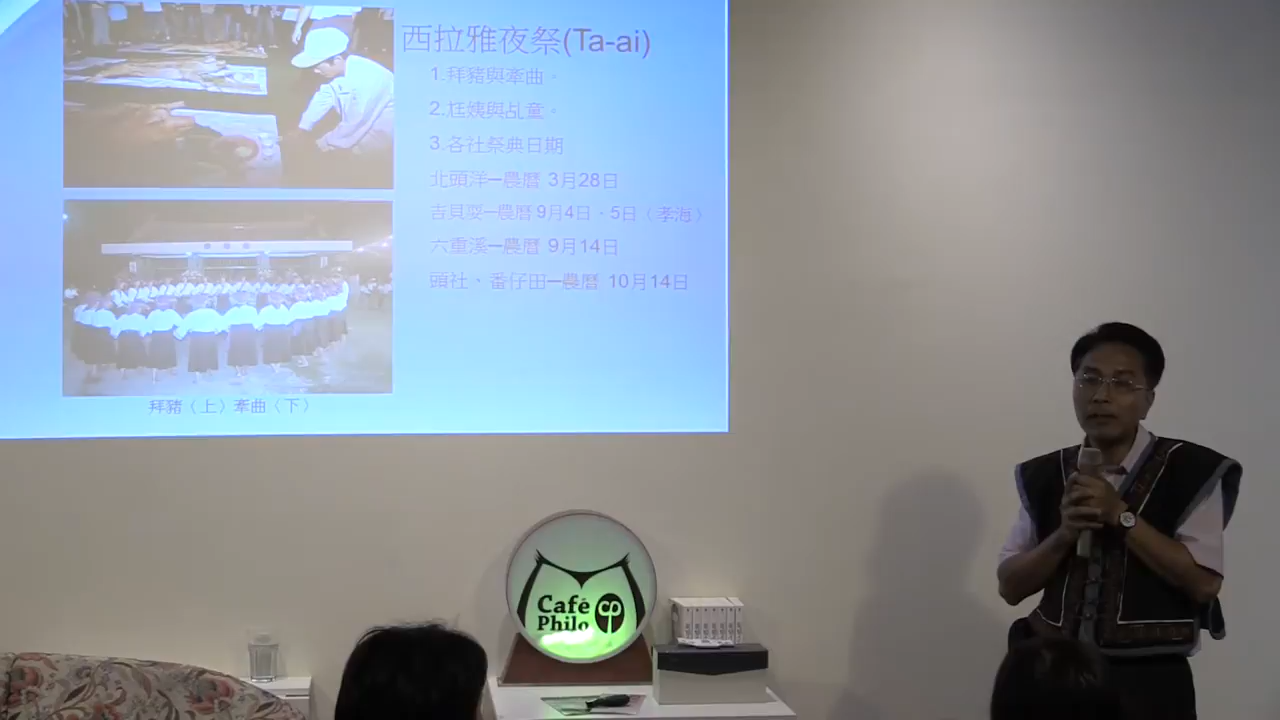 西拉雅夜祭(Ta-ai)
1.拜豬與牽曲。
2.尪姨與乩童。
3.各社祭典日期
北頭洋─農曆 3月28日
吉貝耍─農曆 9月4日、5日（孝海）
六重溪─農曆 9月14日
頭社、番仔田─農曆 10月14日
拜豬〈上〉牽曲〈下〉
Café
Philo